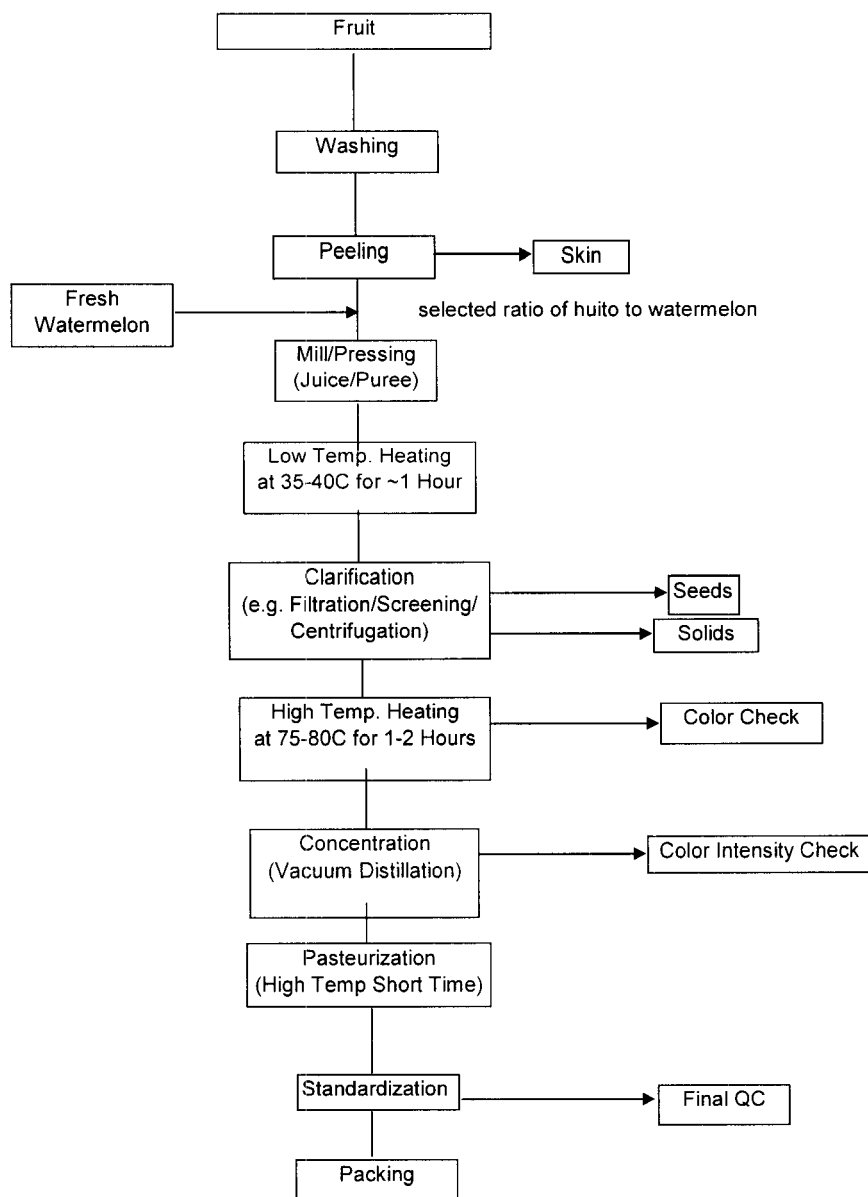 Fruit
Washing
Peeling
Skin
Fresh
Watermelon
selected ratio of huito to watermelon
Mill/Pressing
(Juice/Puree)
Low Temp. Heating
at 35-40C for ~1 Hour
Clarification
(e.g. Filtration/Screening/
Centrifugation)
Seeds
Solids
High Temp. Heating
at 75-80C for 1-2 Hours
Color Check
Concentration
(Vacuum Distillation)
Color Intensity Check
Pasteurization
(High Temp Short Time)
Standardization
Final QC
Packing